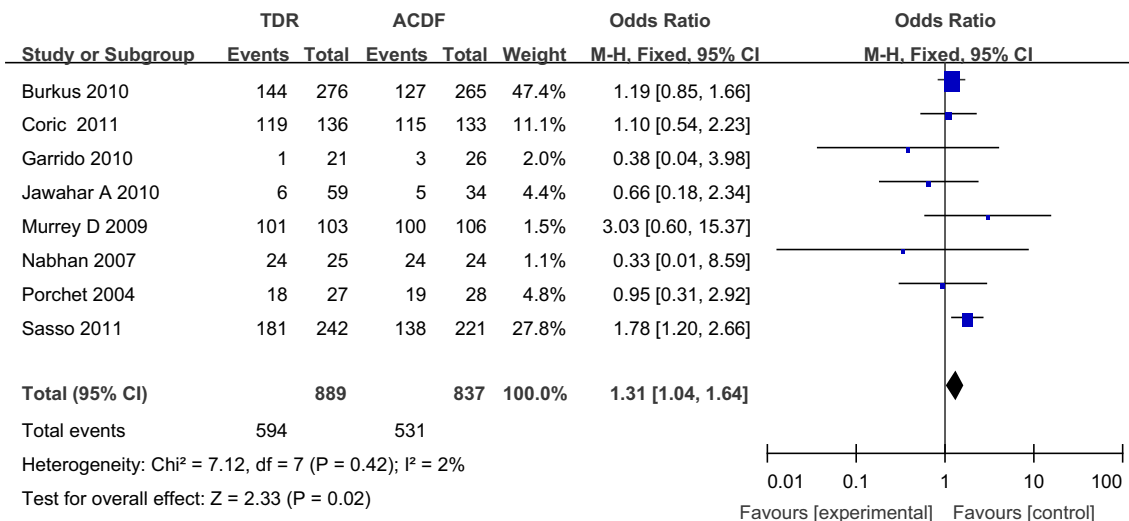 TDR ACDF Odds Ratio Odds Ratio
Study or Subgroup Events Total Events Total Weight M-H, Fixed, 95% CI M-H, Fixed, 95% CI
Burkus 2010 144 276 127 265 47.4% 1.19 [0.85, 1.66]
Coric 2011 119 136 115 133 11.1% 1.10 [0.54, 2.23]
Garrido 2010 1 21 3 26 2.0% 0.38 [0.04, 3.98]
Jawahar A 2010 6 59 5 34 4.4% 0.66 [0.18, 2.34]
Murrey D 2009 101 103 100 106 1.5% 3.03 [0.60, 15.37]
Nabhan 2007 24 25 24 24 1.1% 0.33 [0.01, 8.59]
Porchet 2004 18 27 19 28 4.8% 0.95 [0.31, 2.92]
Sasso 2011 181 242 138 221 27.8% 1.78 [1.20, 2.66]
Total (95% CI) 889 837 100.0% 1.31 [1.04, 1.64]
Total events 594 531
Heterogeneity: Chi² = 7.12, df = 7 (P = 0.42); I² = 2%
Test for overall effect: Z = 2.33 (P = 0.02)
0.01 0.1 1 10 100
Favours [experimental] Favours [control]